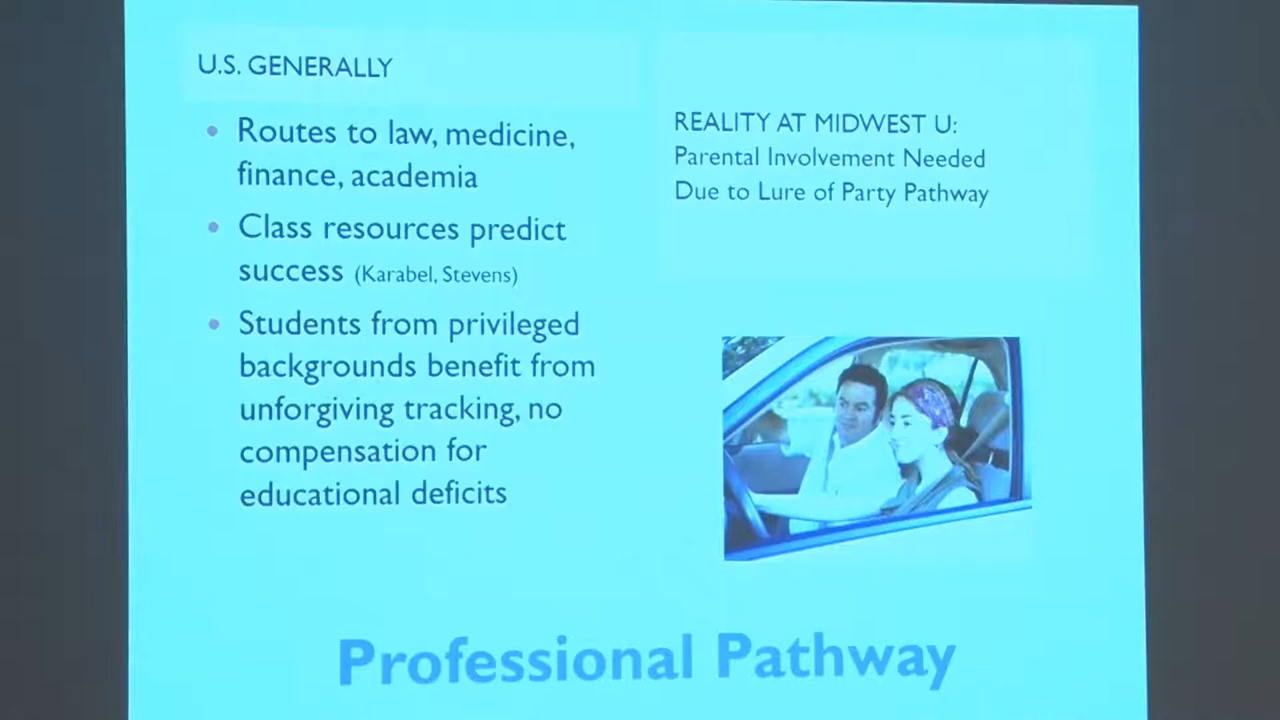 U.S. GENERALLY
• Routes to law, medicine,
finance, academia
• Class resources predict
success (Karabel, Stevens)
• Students from privileged
backgrounds benefit from
unforgiving tracking, no
compensation for
educational deficits
REALITY AT MIDWEST U:
Parental Involvement Needed
Due to Lure of Party Pathway
Professional Pathway